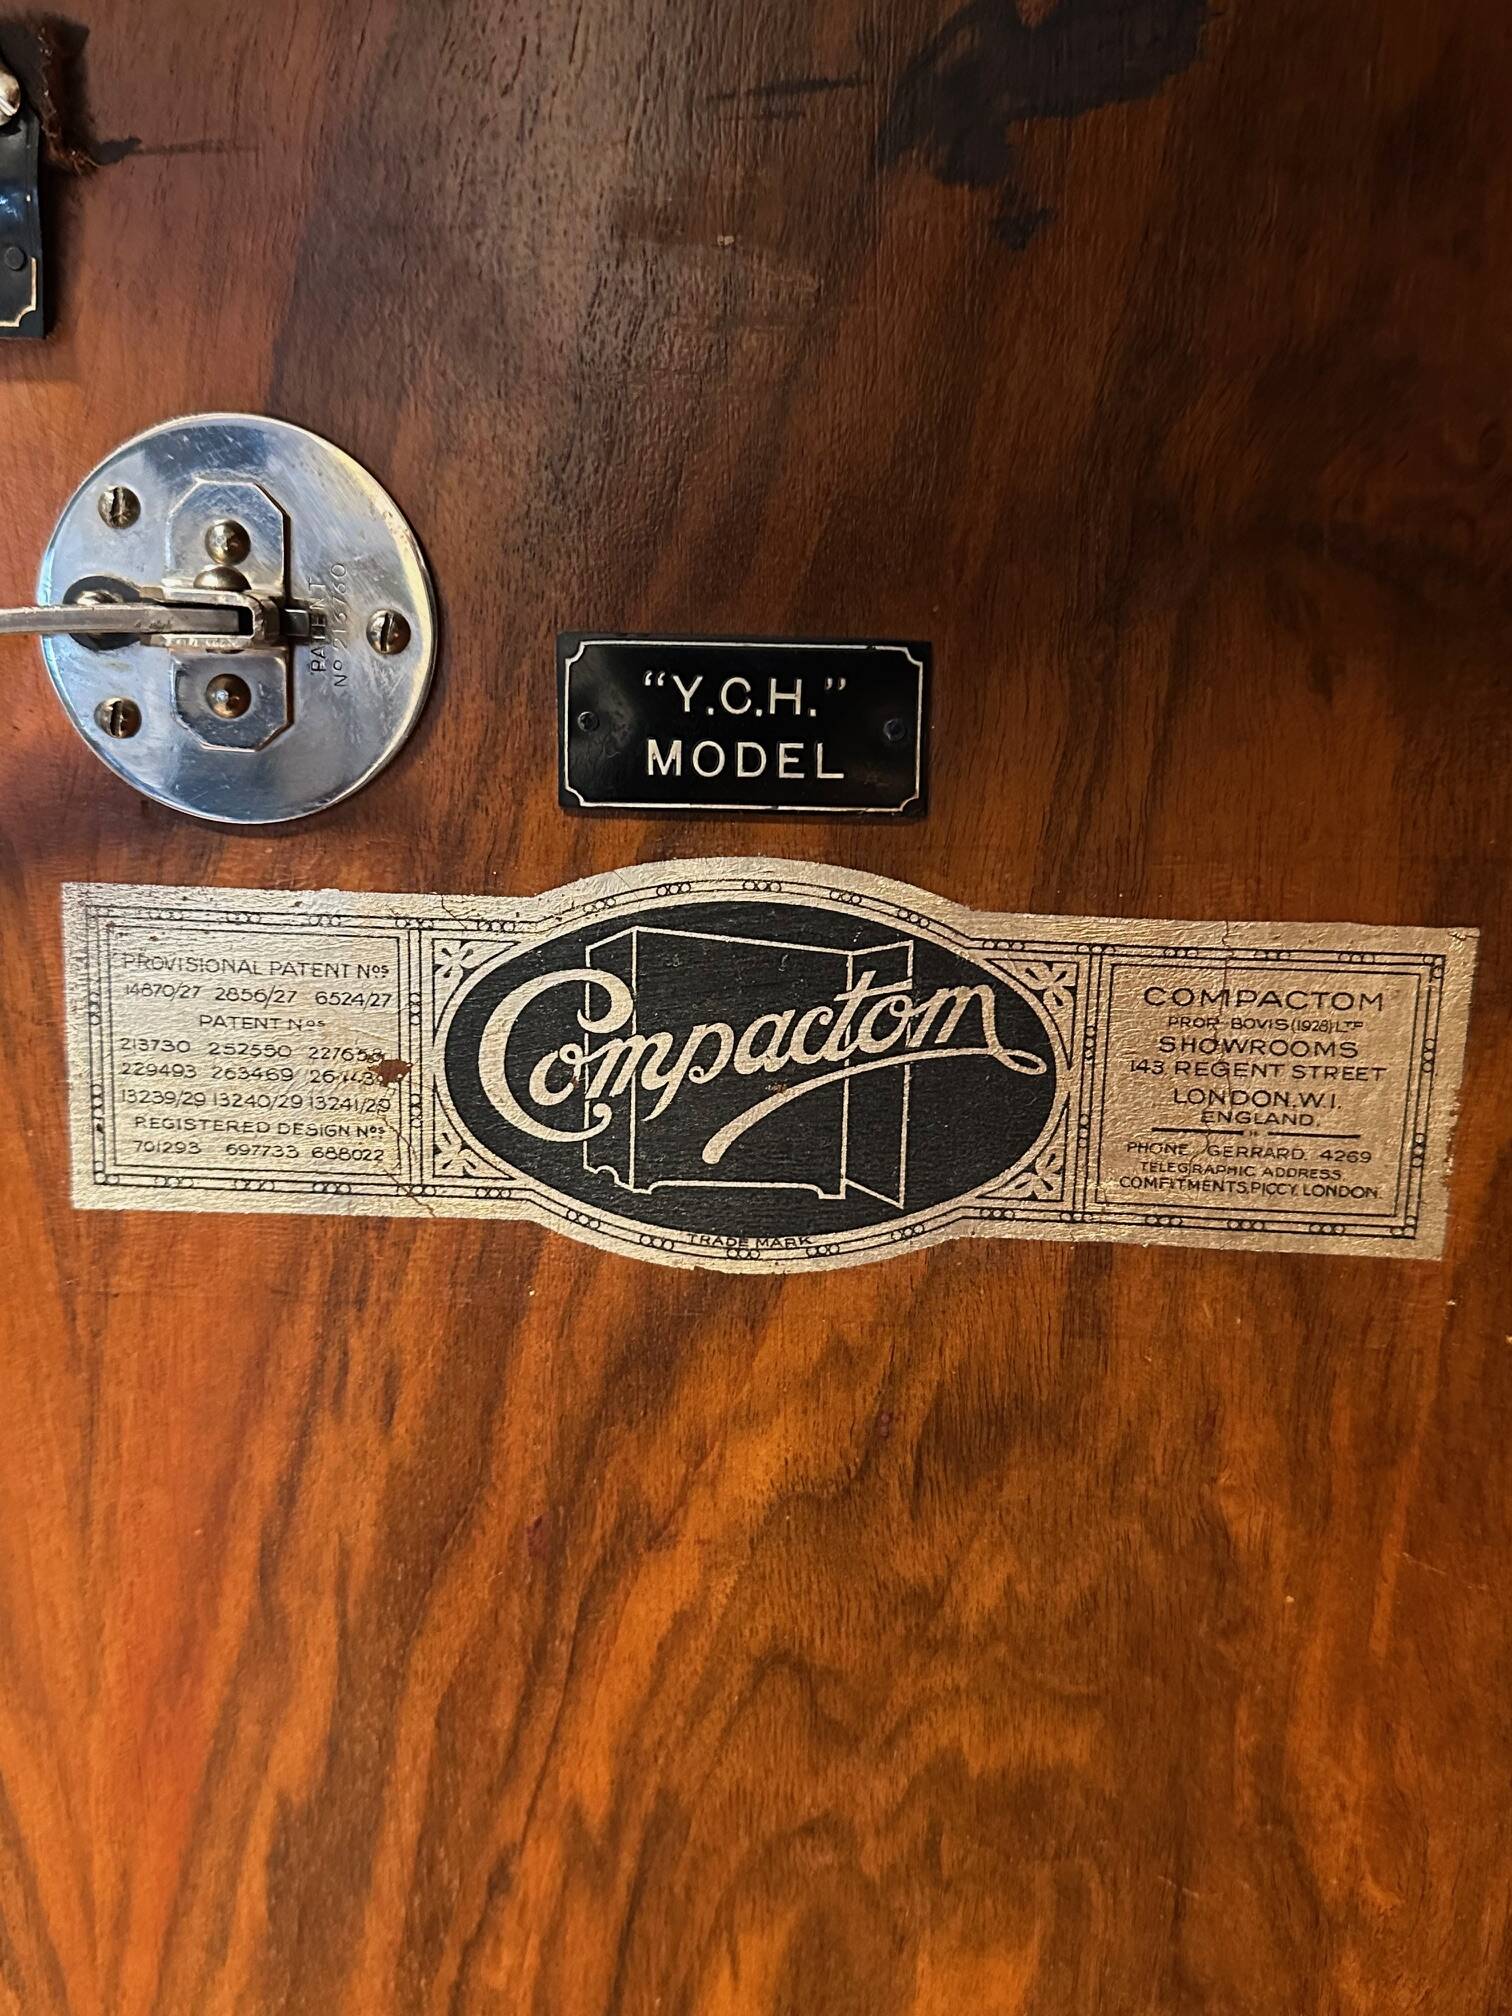 PATENT
Nº 213760
"Y.C.H."
MODEL
PROVISIONAL PATENT Nos
14870/27 2856/27 6524/27
PATENT Nos
213730 252550
229493 263469
13239/29 13240/29 13241/29
REGISTERED DESIGN Nos
701293 697733 688022
Compactom
TRADE MARK
COMPACTOM
PROP. BOVIS (1928) LTD
SHOWROOMS
143 REGENT STREET
LONDON. W.1.
ENGLAND.
PHONE GERRARD 4269
TELEGRAPHIC ADDRESS
COMFITMENTS, PICCY, LONDON.